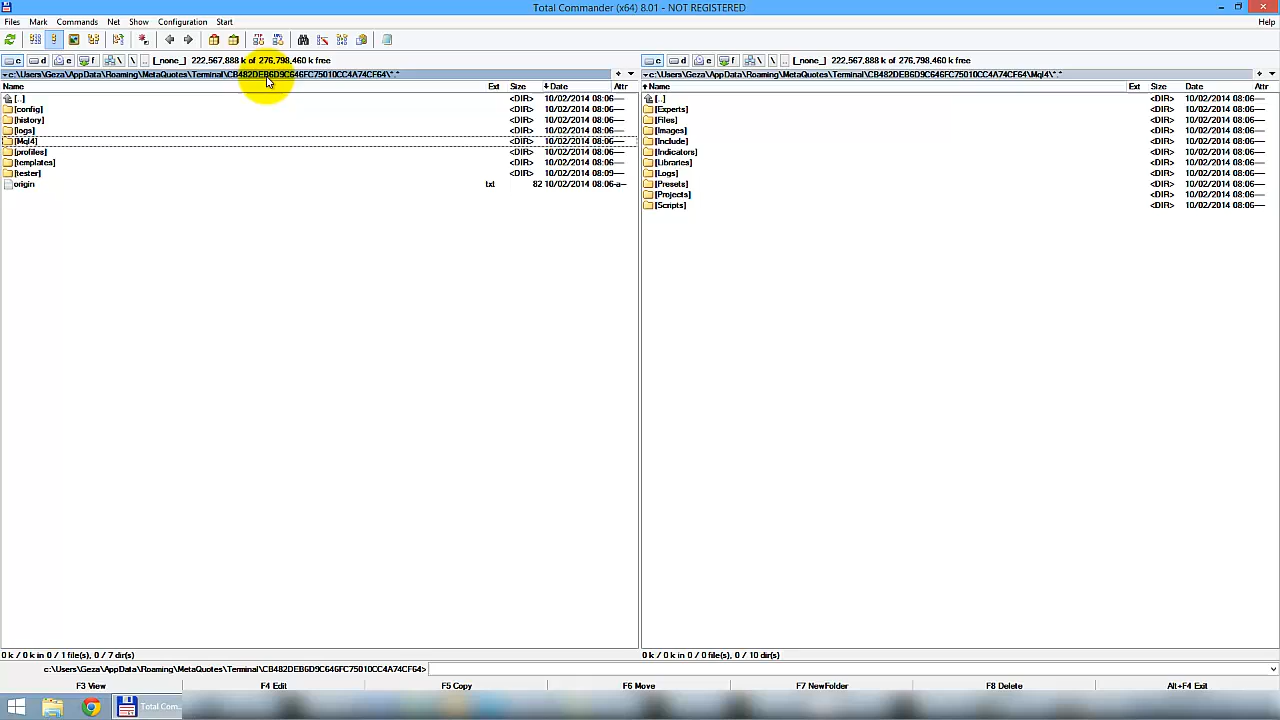 Total Commander (x64) 8.01 - NOT REGISTERED
Files Mark Commands Net Show Configuration Start Help
c d e f \ .. [_none_] 222,567,888 k of 276,798,460 k free
c d e f \ .. [_none_] 222,567,888 k of 276,798,460 k free
c:\Users\Geza\AppData\Roaming\MetaQuotes\Terminal\CB482DEB6D9C646FC75010CC4A74CF64\*.*
c:\Users\Geza\AppData\Roaming\MetaQuotes\Terminal\CB482DEB6D9C646FC75010CC4A74CF64\Mql4\*.*
Name Ext Size Date Attr
[..] <DIR> 10/02/2014 08:06 ----
[config] <DIR> 10/02/2014 08:06 ----
[history] <DIR> 10/02/2014 08:06 ----
[logs] <DIR> 10/02/2014 08:06 ----
[Mql4] <DIR> 10/02/2014 08:06 ----
[profiles] <DIR> 10/02/2014 08:06 ----
[templates] <DIR> 10/02/2014 08:06 ----
[tester] <DIR> 10/02/2014 08:09 ----
origin txt 82 10/02/2014 08:06 -a--
Name Ext Size Date Attr
[..] <DIR> 10/02/2014 08:06 ----
[Experts] <DIR> 10/02/2014 08:06 ----
[Files] <DIR> 10/02/2014 08:06 ----
[Images] <DIR> 10/02/2014 08:06 ----
[Include] <DIR> 10/02/2014 08:06 ----
[Indicators] <DIR> 10/02/2014 08:06 ----
[Libraries] <DIR> 10/02/2014 08:06 ----
[Logs] <DIR> 10/02/2014 08:06 ----
[Presets] <DIR> 10/02/2014 08:06 ----
[Projects] <DIR> 10/02/2014 08:06 ----
[Scripts] <DIR> 10/02/2014 08:06 ----
0 k / 0 k in 0 / 1 file(s), 0 / 7 dir(s)
0 k / 0 k in 0 / 0 file(s), 0 / 10 dir(s)
c:\Users\Geza\AppData\Roaming\MetaQuotes\Terminal\CB482DEB6D9C646FC75010CC4A74CF64>
F3 View F4 Edit F5 Copy F6 Move F7 NewFolder F8 Delete Alt+F4 Exit
Total Com...